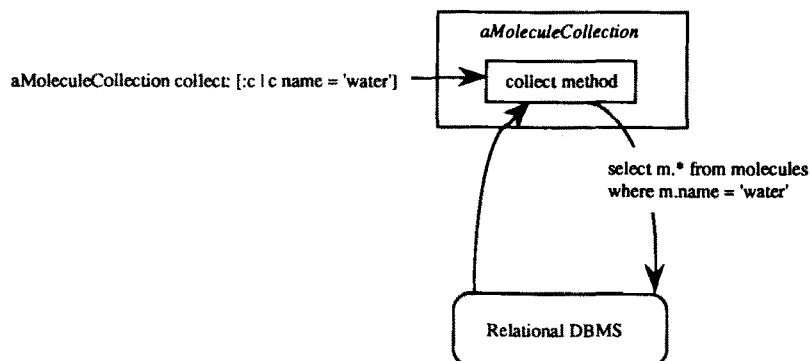 aMoleculeCollection
aMoleculeCollection collect: [:c | c name = 'water']
collect method
select m.* from molecules
where m.name = 'water'
Relational DBMS